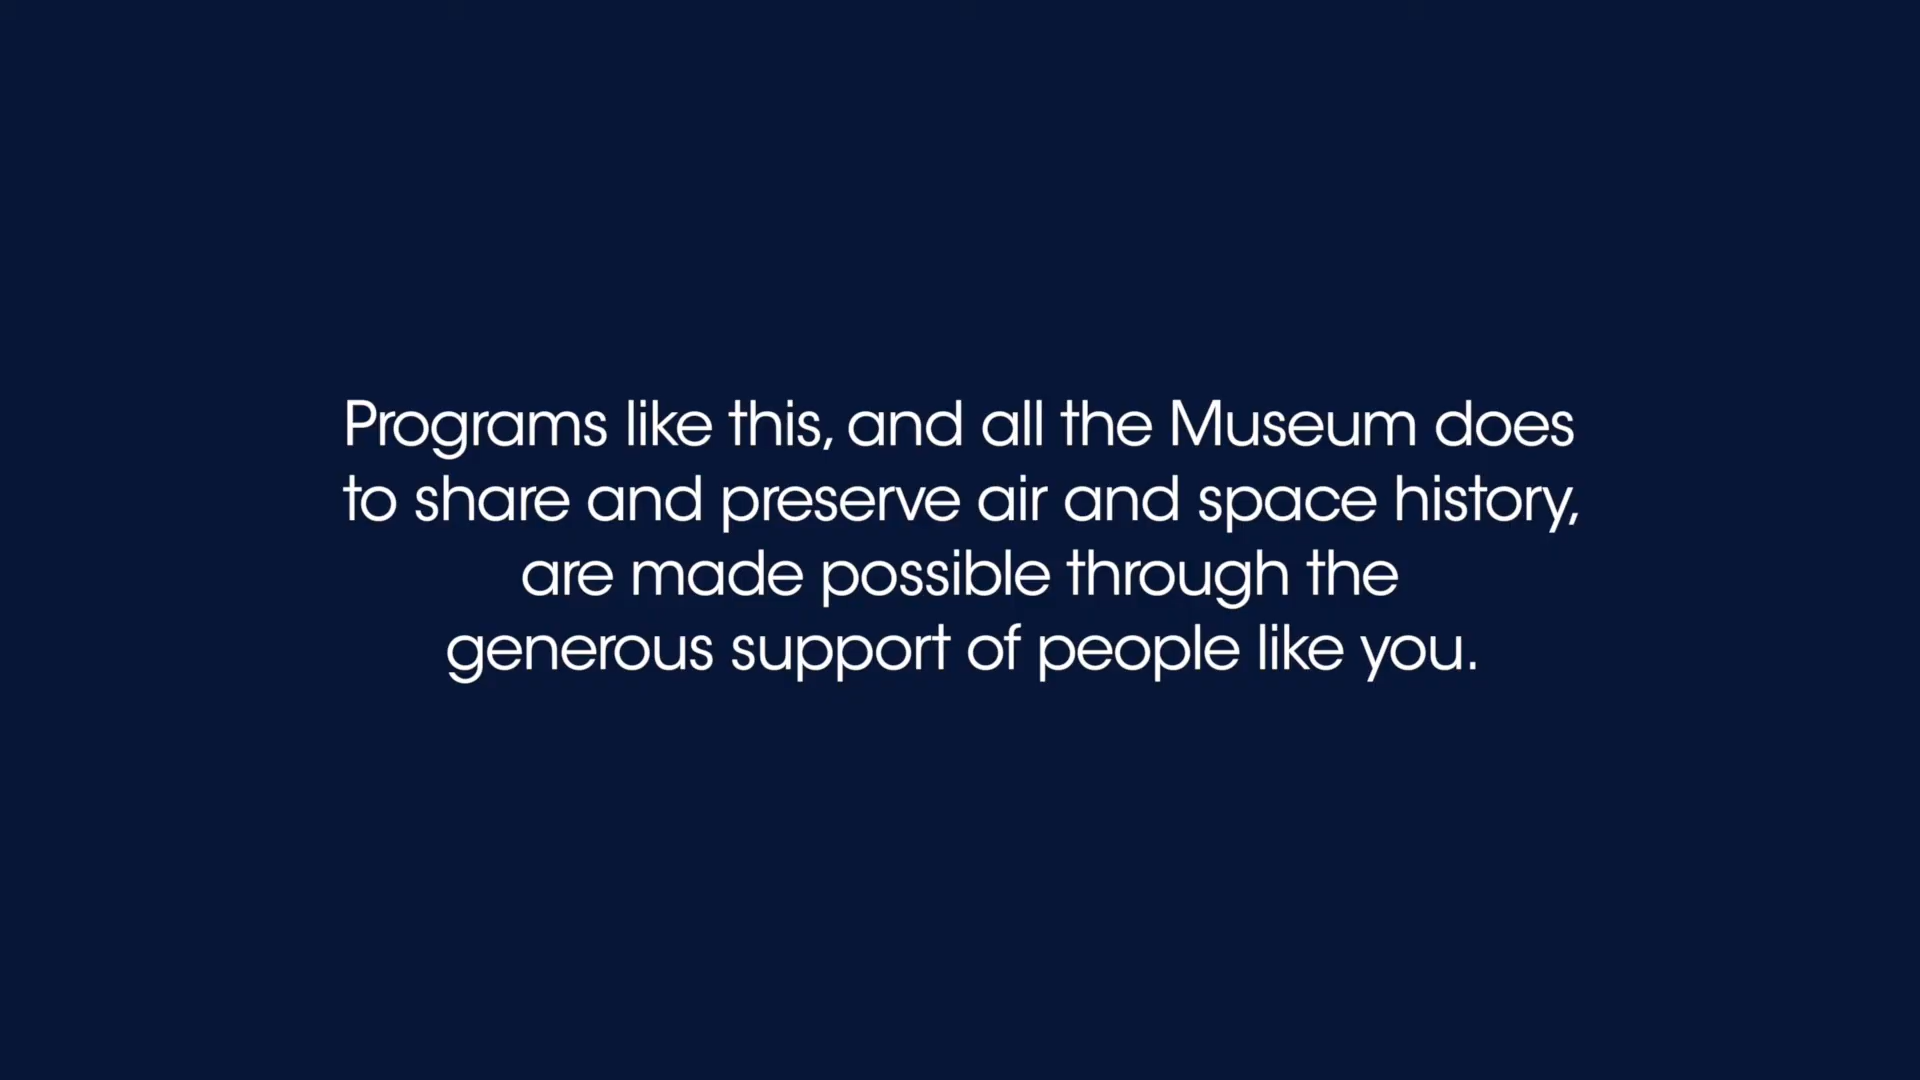 Programs like this, and all the Museum does
to share and preserve air and space history,
are made possible through the
generous support of people like you.